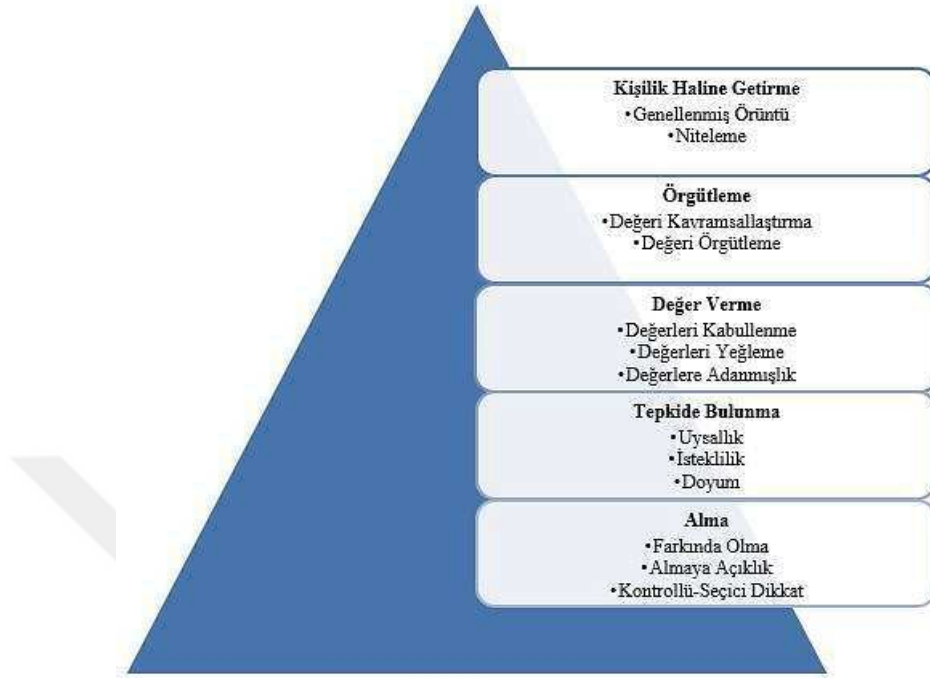 Kişilik Haline Getirme
•Genellenmiş Örüntü
•Niteleme
Örgütleme
•Değeri Kavramsallaştırma
•Değeri Örgütleme
Değer Verme
•Değerleri Kabullenme
•Değerleri Yeğleme
•Değerlere Adanmışlık
Tepkide Bulunma
•Uysallık
•İsteklilik
•Doyum
Alma
•Farkında Olma
•Almaya Açıklık
•Kontrollü-Seçici Dikkat